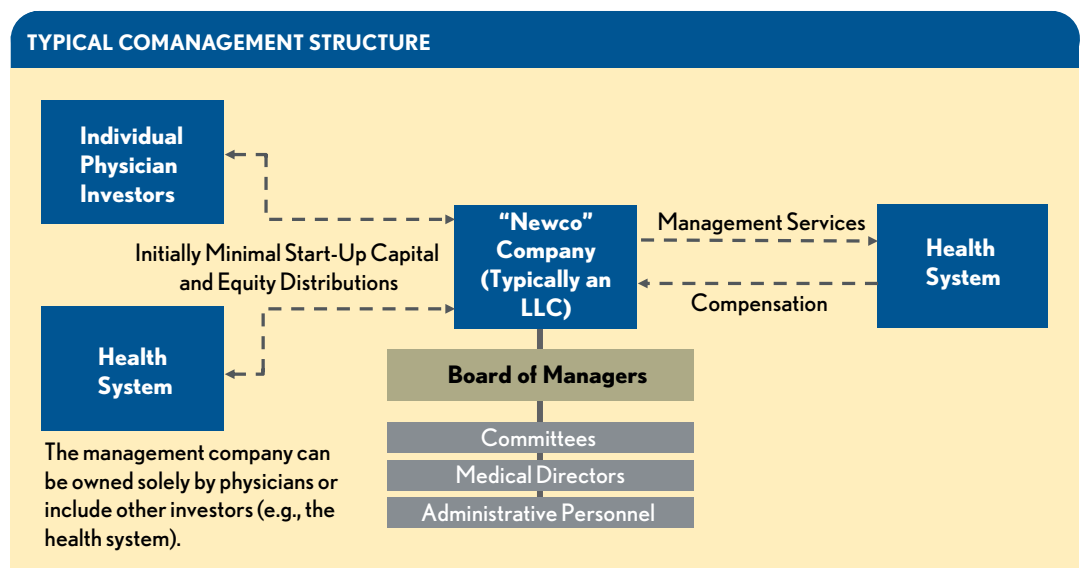 TYPICAL COMANAGEMENT STRUCTURE
Individual
Physician
Investors
Initially Minimal Start-Up Capital
and Equity Distributions
Health
System
The management company can
be owned solely by physicians or
include other investors (e.g., the
health system).
“Newco”
Company
(Typically an
LLC)
Board of Managers
Committees
Medical Directors
Administrative Personnel
Management Services
Compensation
Health
System